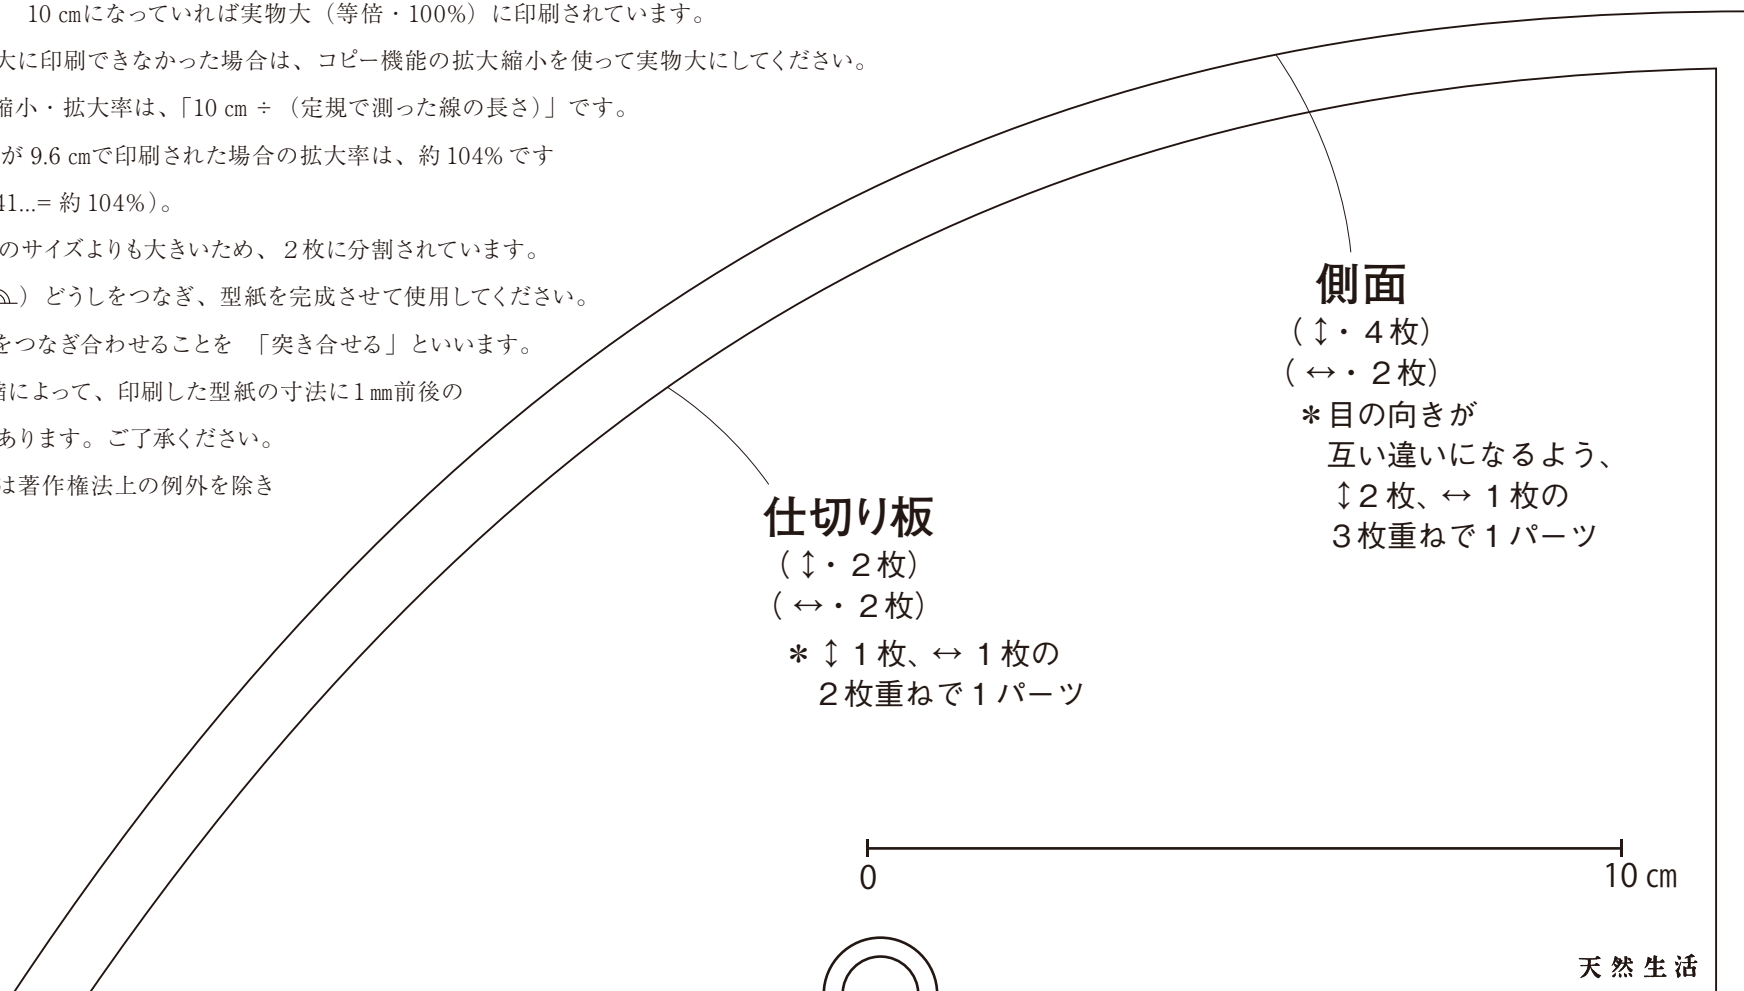 10 ㎝になっていれば実物大（等倍・100%）に印刷されています。
大に印刷できなかった場合は、コピー機能の拡大縮小を使って実物大にしてください。
縮小・拡大率は、「10 ㎝ ÷ （定規で測った線の長さ）」です。
が 9.6 ㎝で印刷された場合の拡大率は、約 104% です
41...= 約 104%）。
のサイズよりも大きいため、２枚に分割されています。
）どうしをつなぎ、型紙を完成させて使用してください。
をつなぎ合わせることを 「突き合せる」といいます。
によって、印刷した型紙の寸法に1㎜前後の
あります。ご了承ください。
は著作権法上の例外を除き
側面
（↕・４枚）
（↔・２枚）
＊目の向きが
互い違いになるよう、
↕２枚、↔ １枚の
３枚重ねで１パーツ
仕切り板
（↕・２枚）
（↔・２枚）
＊ ↕ １枚、↔ １枚の
２枚重ねで１パーツ
0
10 ㎝
天然生活